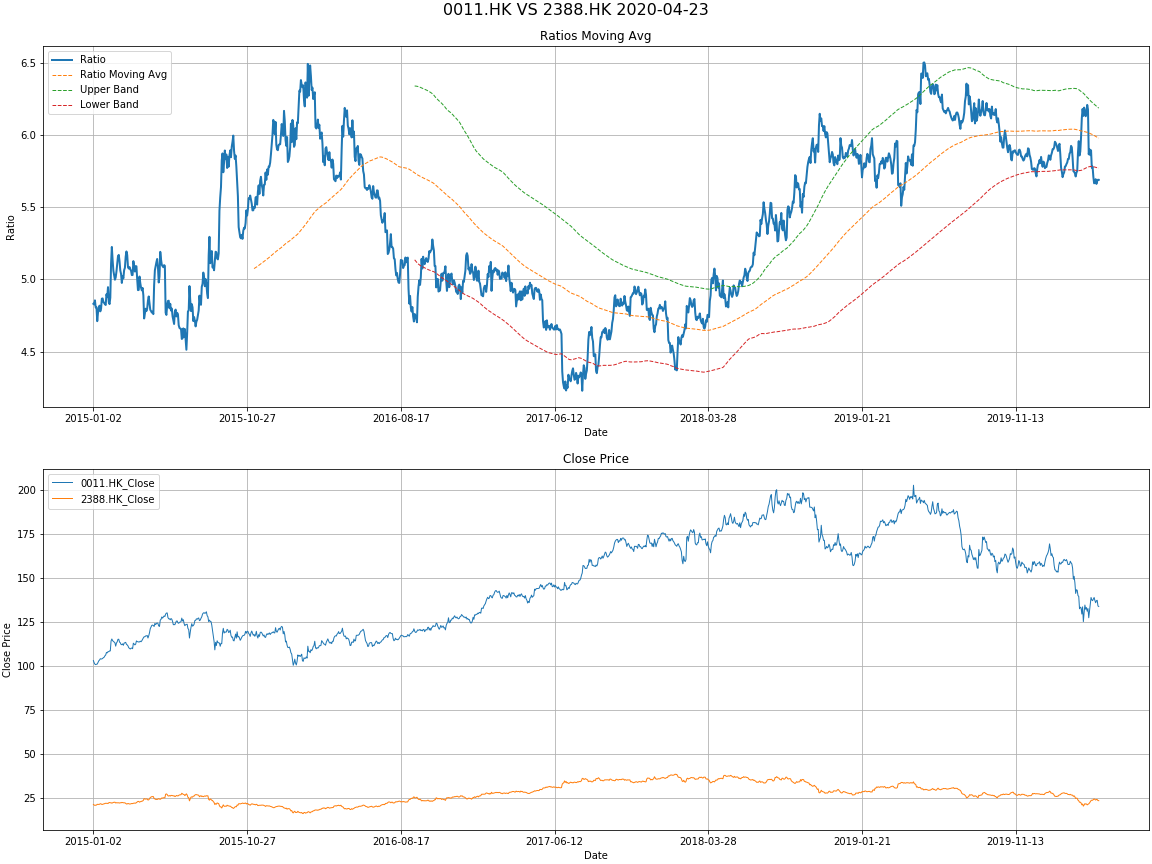 0011.HK VS 2388.HK 2020-04-23
Ratios Moving Avg
Ratio
Ratio Moving Avg
Upper Band
Lower Band
6.5
6.0
5.5
5.0
4.5
Ratio
2015-01-02 2015-10-27 2016-08-17 2017-06-12 2018-03-28 2019-01-21 2019-11-13
Date
Close Price
0011.HK_Close
2388.HK_Close
200
175
150
125
100
75
50
25
Close Price
2015-01-02 2015-10-27 2016-08-17 2017-06-12 2018-03-28 2019-01-21 2019-11-13
Date